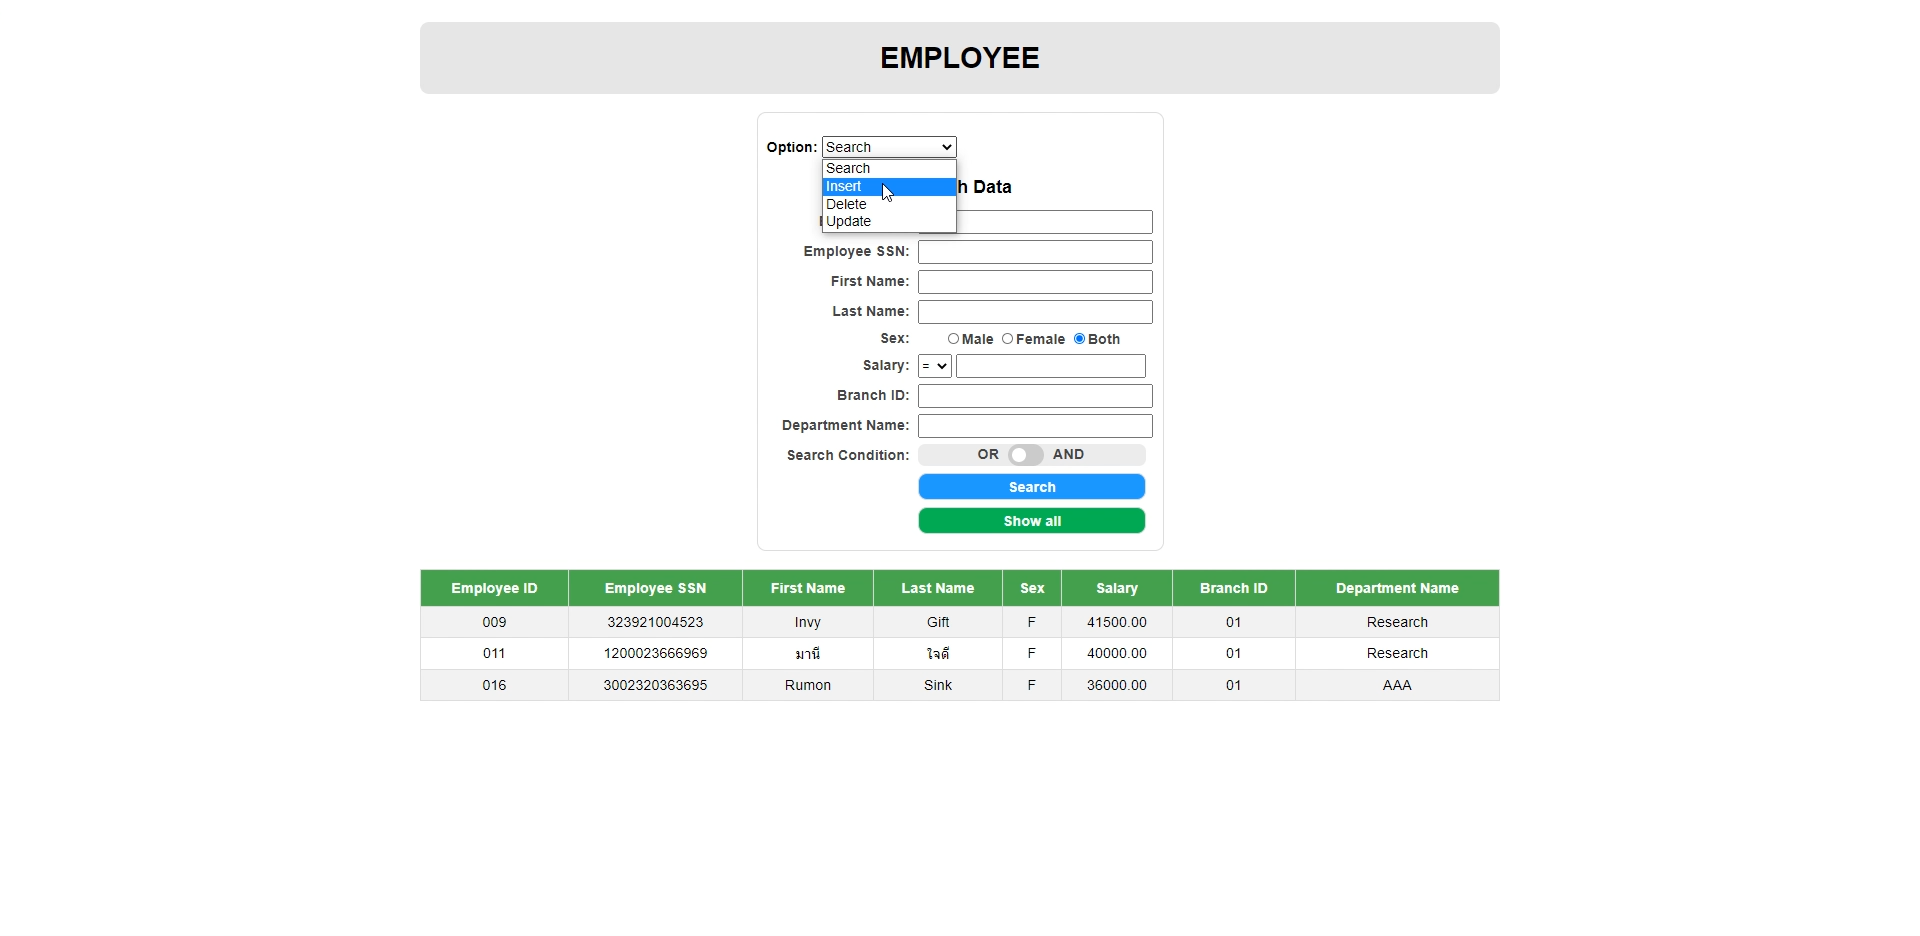 EMPLOYEE
Option: Search
Search
Insert
Delete
Update
h Data
Employee SSN:
First Name:
Last Name:
Sex: Male Female Both
Salary: =
Branch ID:
Department Name:
Search Condition: OR AND
Search
Show all
Employee ID Employee SSN First Name Last Name Sex Salary Branch ID Department Name
009 323921004523 Invy Gift F 41500.00 01 Research
011 1200023666969 มานี ใจดี F 40000.00 01 Research
016 3002320363695 Rumon Sink F 36000.00 01 AAA